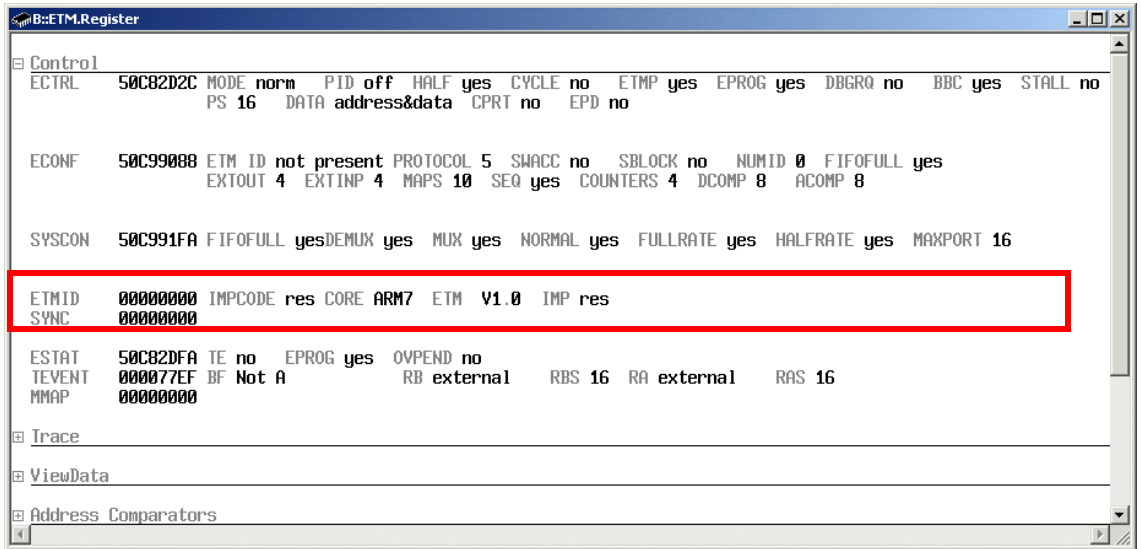 B::ETM.Register
Control
ECTRL 50C82D2C MODE norm PID off HALF yes CYCLE no ETMP yes EPROG yes DBGRQ no BBC yes STALL no
PS 16 DATA address&data CPRT no EPD no
ECONF 50C99088 ETM ID not present PROTOCOL 5 SWACC no SBLOCK no NUMID 0 FIFOFULL yes
EXTOUT 4 EXTINP 4 MAPS 10 SEQ yes COUNTERS 4 DCOMP 8 ACOMP 8
SYSCON 50C991FA FIFOFULL yesDEMUX yes MUX yes NORMAL yes FULLRATE yes HALFRATE yes MAXPORT 16
ETMID 00000000 IMPCODE res CORE ARM7 ETM V1.0 IMP res
SYNC 00000000
ESTAT 50C82DFA TE no EPROG yes OVPEND no
TEVENT 000077EF BF Not A RB external RBS 16 RA external RAS 16
MMAP 00000000
Trace
ViewData
Address Comparators